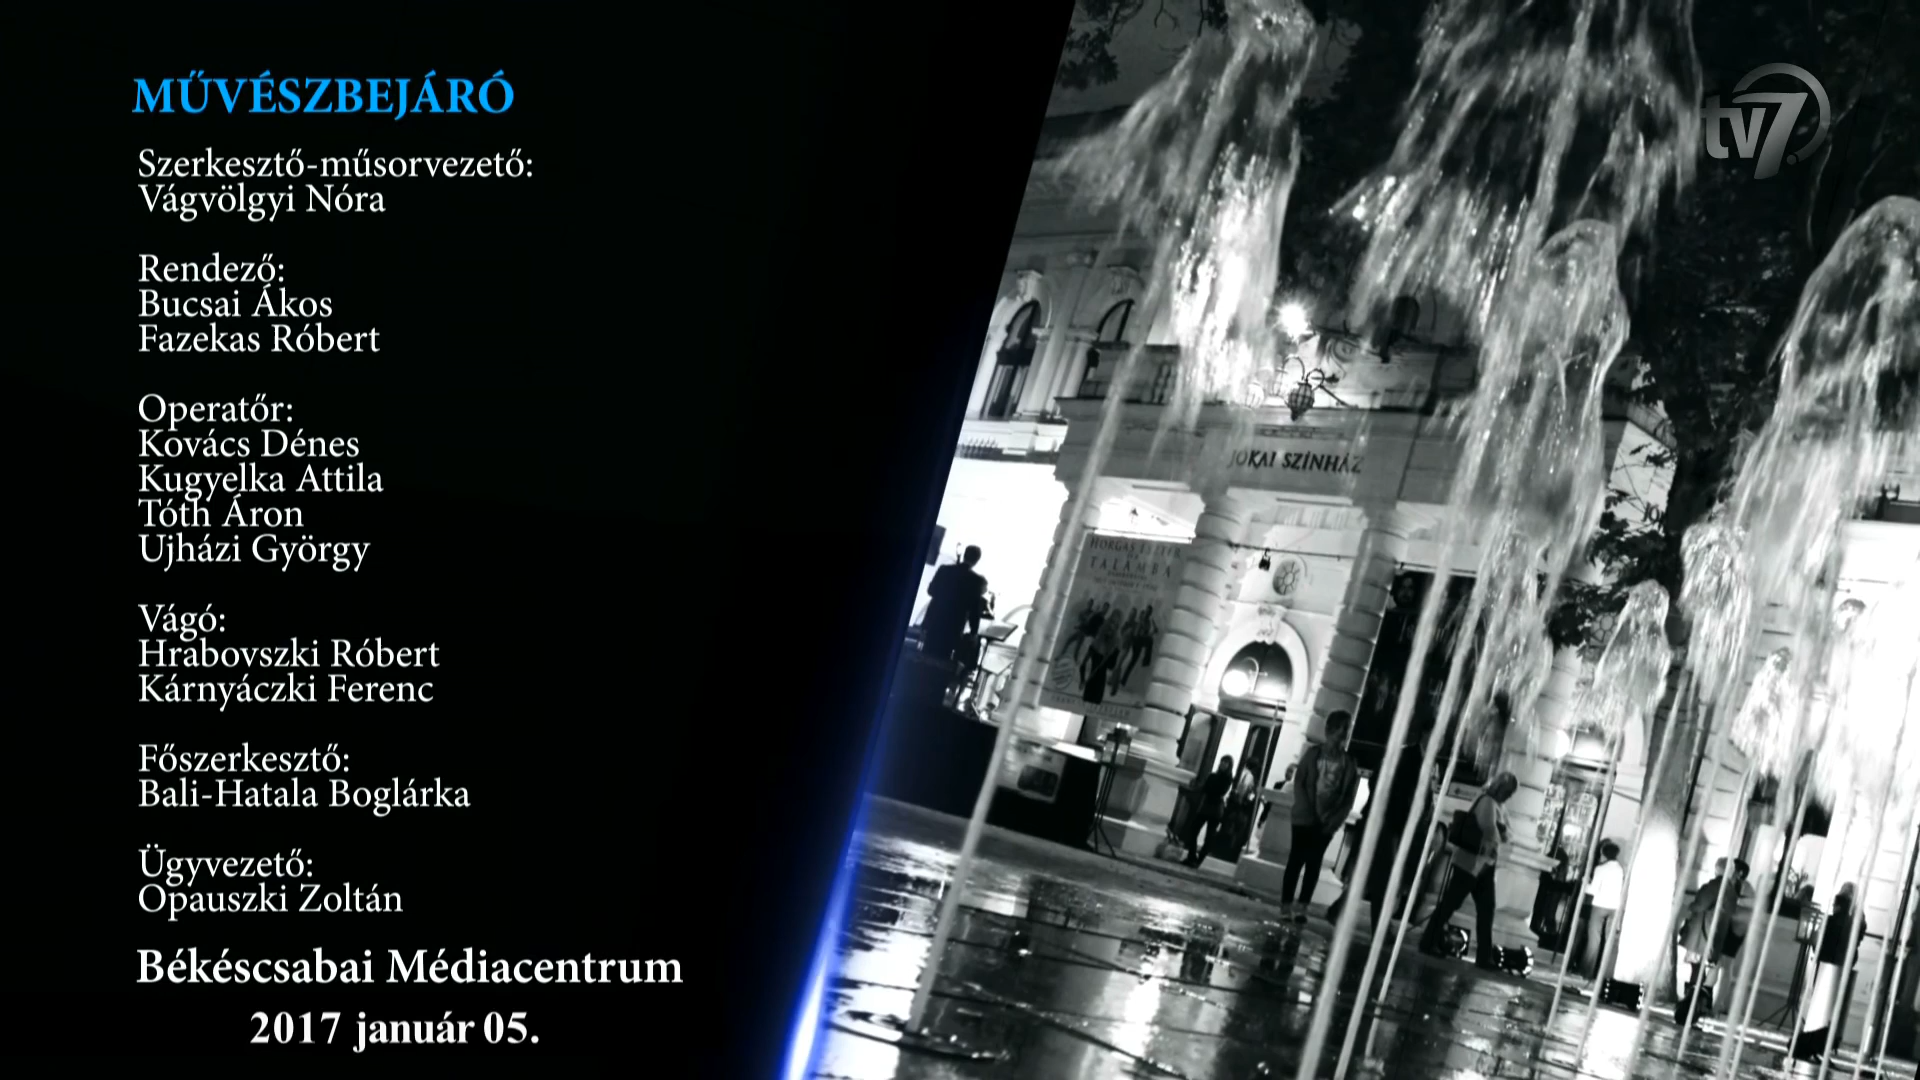 MŰVÉSZBEJÁRÓ
Szerkesztő-műsorvezető:
Vágvölgyi Nóra
Rendező:
Bucsai Ákos
Fazekas Róbert
Operatőr:
Kovács Dénes
Kugyelka Attila
Tóth Áron
Ujházi György
Vágó:
Hrabovszki Róbert
Kárnyáczki Ferenc
Főszerkesztő:
Bali-Hatala Boglárka
Ügyvezető:
Opauszki Zoltán
Békéscsabai Médiacentrum
2017 január 05.
tv7.
JÓKAI SZÍNHÁZ
TALAMBA